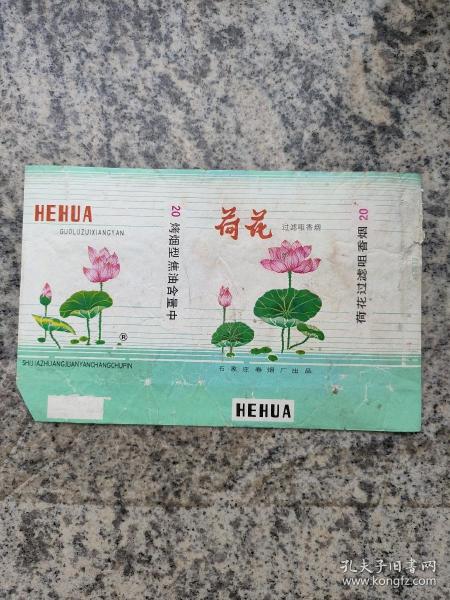 HEHUA
GUOLUZUIXIANGYAN
®
SHIJIAZHUANGJUANYANCHANGCHUPIN
20 烤烟型 焦油含量中
荷花 过滤咀香烟
石家庄卷烟厂出品
HEHUA
荷花过滤咀香烟 20
孔夫子旧书网
www.kongfz.com